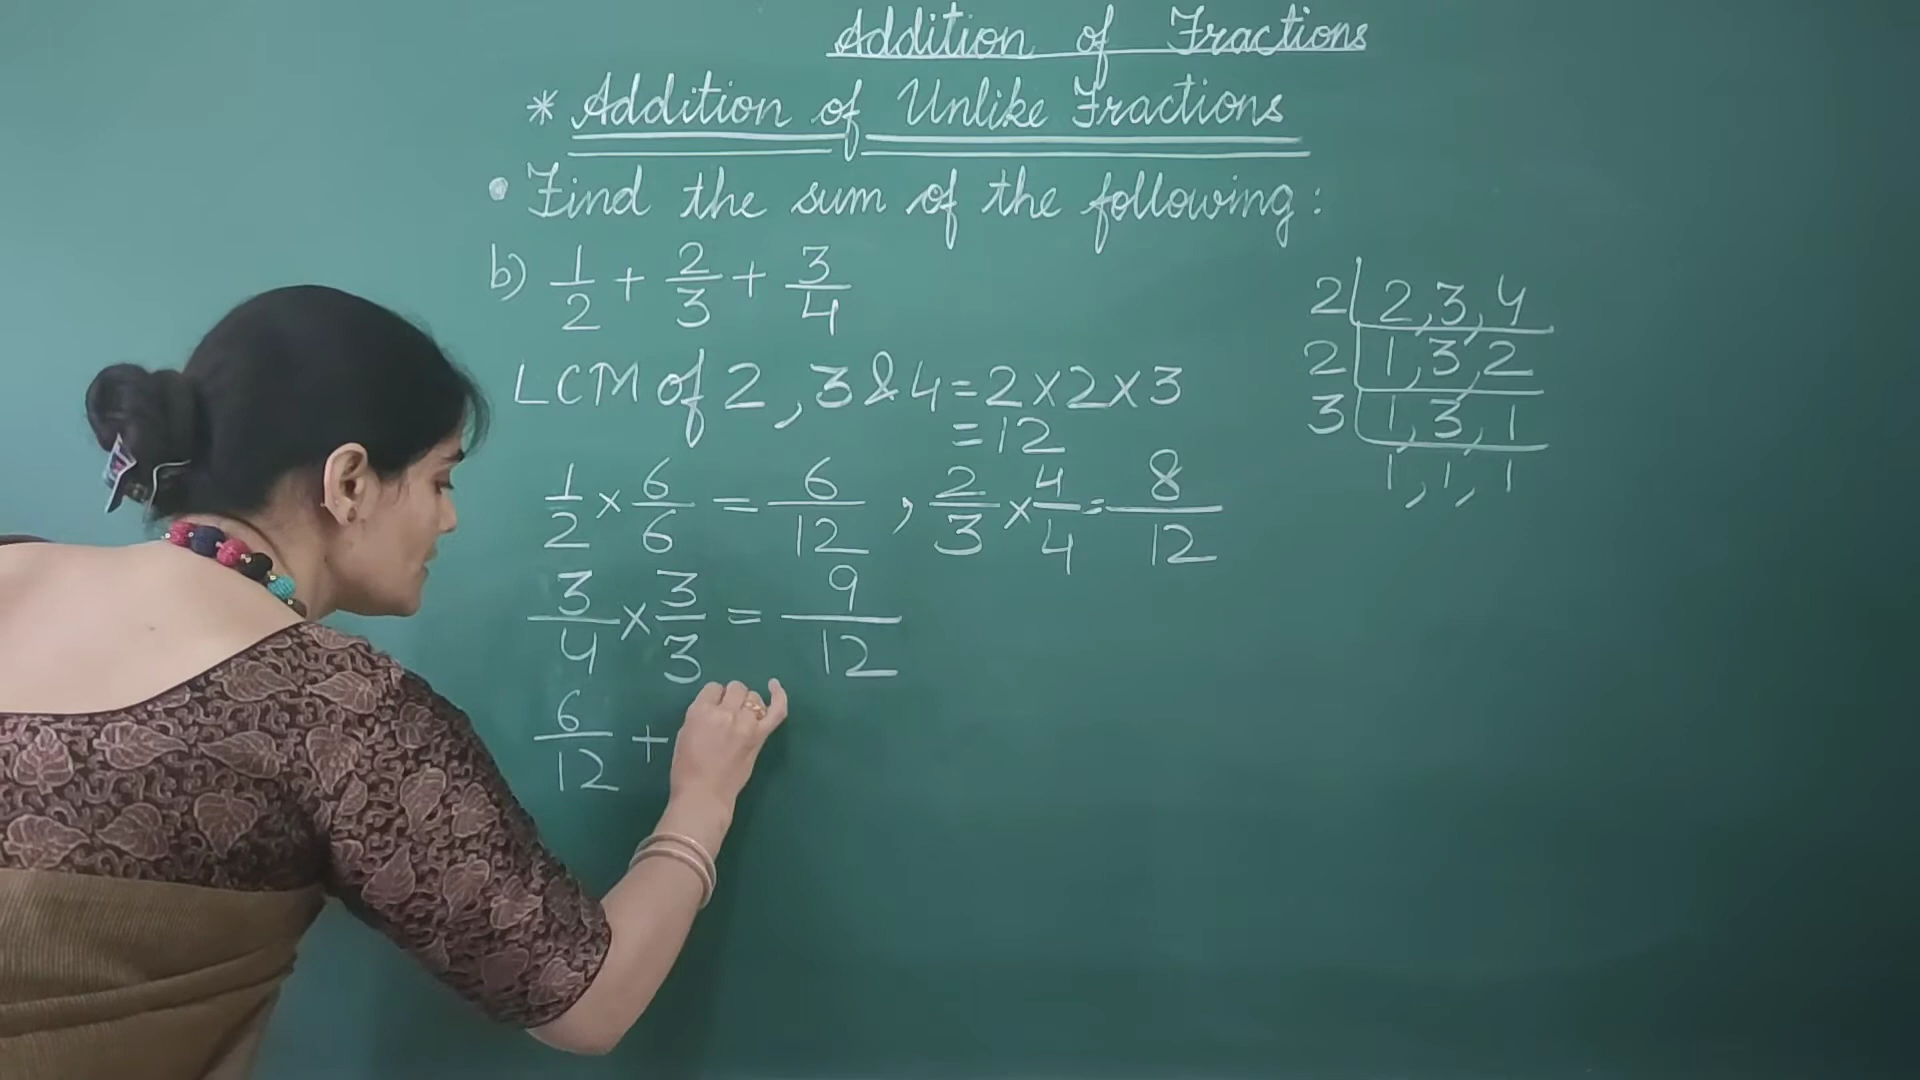 Addition of Fractions
* Addition of Unlike Fractions
• Find the sum of the following:
b) 1/2 + 2/3 + 3/4
LCM of 2, 3 & 4 = 2×2×3
= 12
1/2 × 6/6 = 6/12 , 2/3 × 4/4 = 8/12
3/4 × 3/3 = 9/12
6/12 +
2 | 2, 3, 4
2 | 1, 3, 2
3 | 1, 3, 1
1, 1, 1